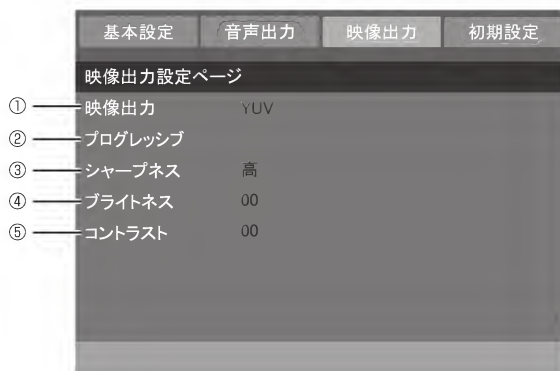 基本設定 音声出力 映像出力 初期設定
映像出力設定ページ
① 映像出力 YUV
② プログレッシブ
③ シャープネス 高
④ ブライトネス 00
⑤ コントラスト 00